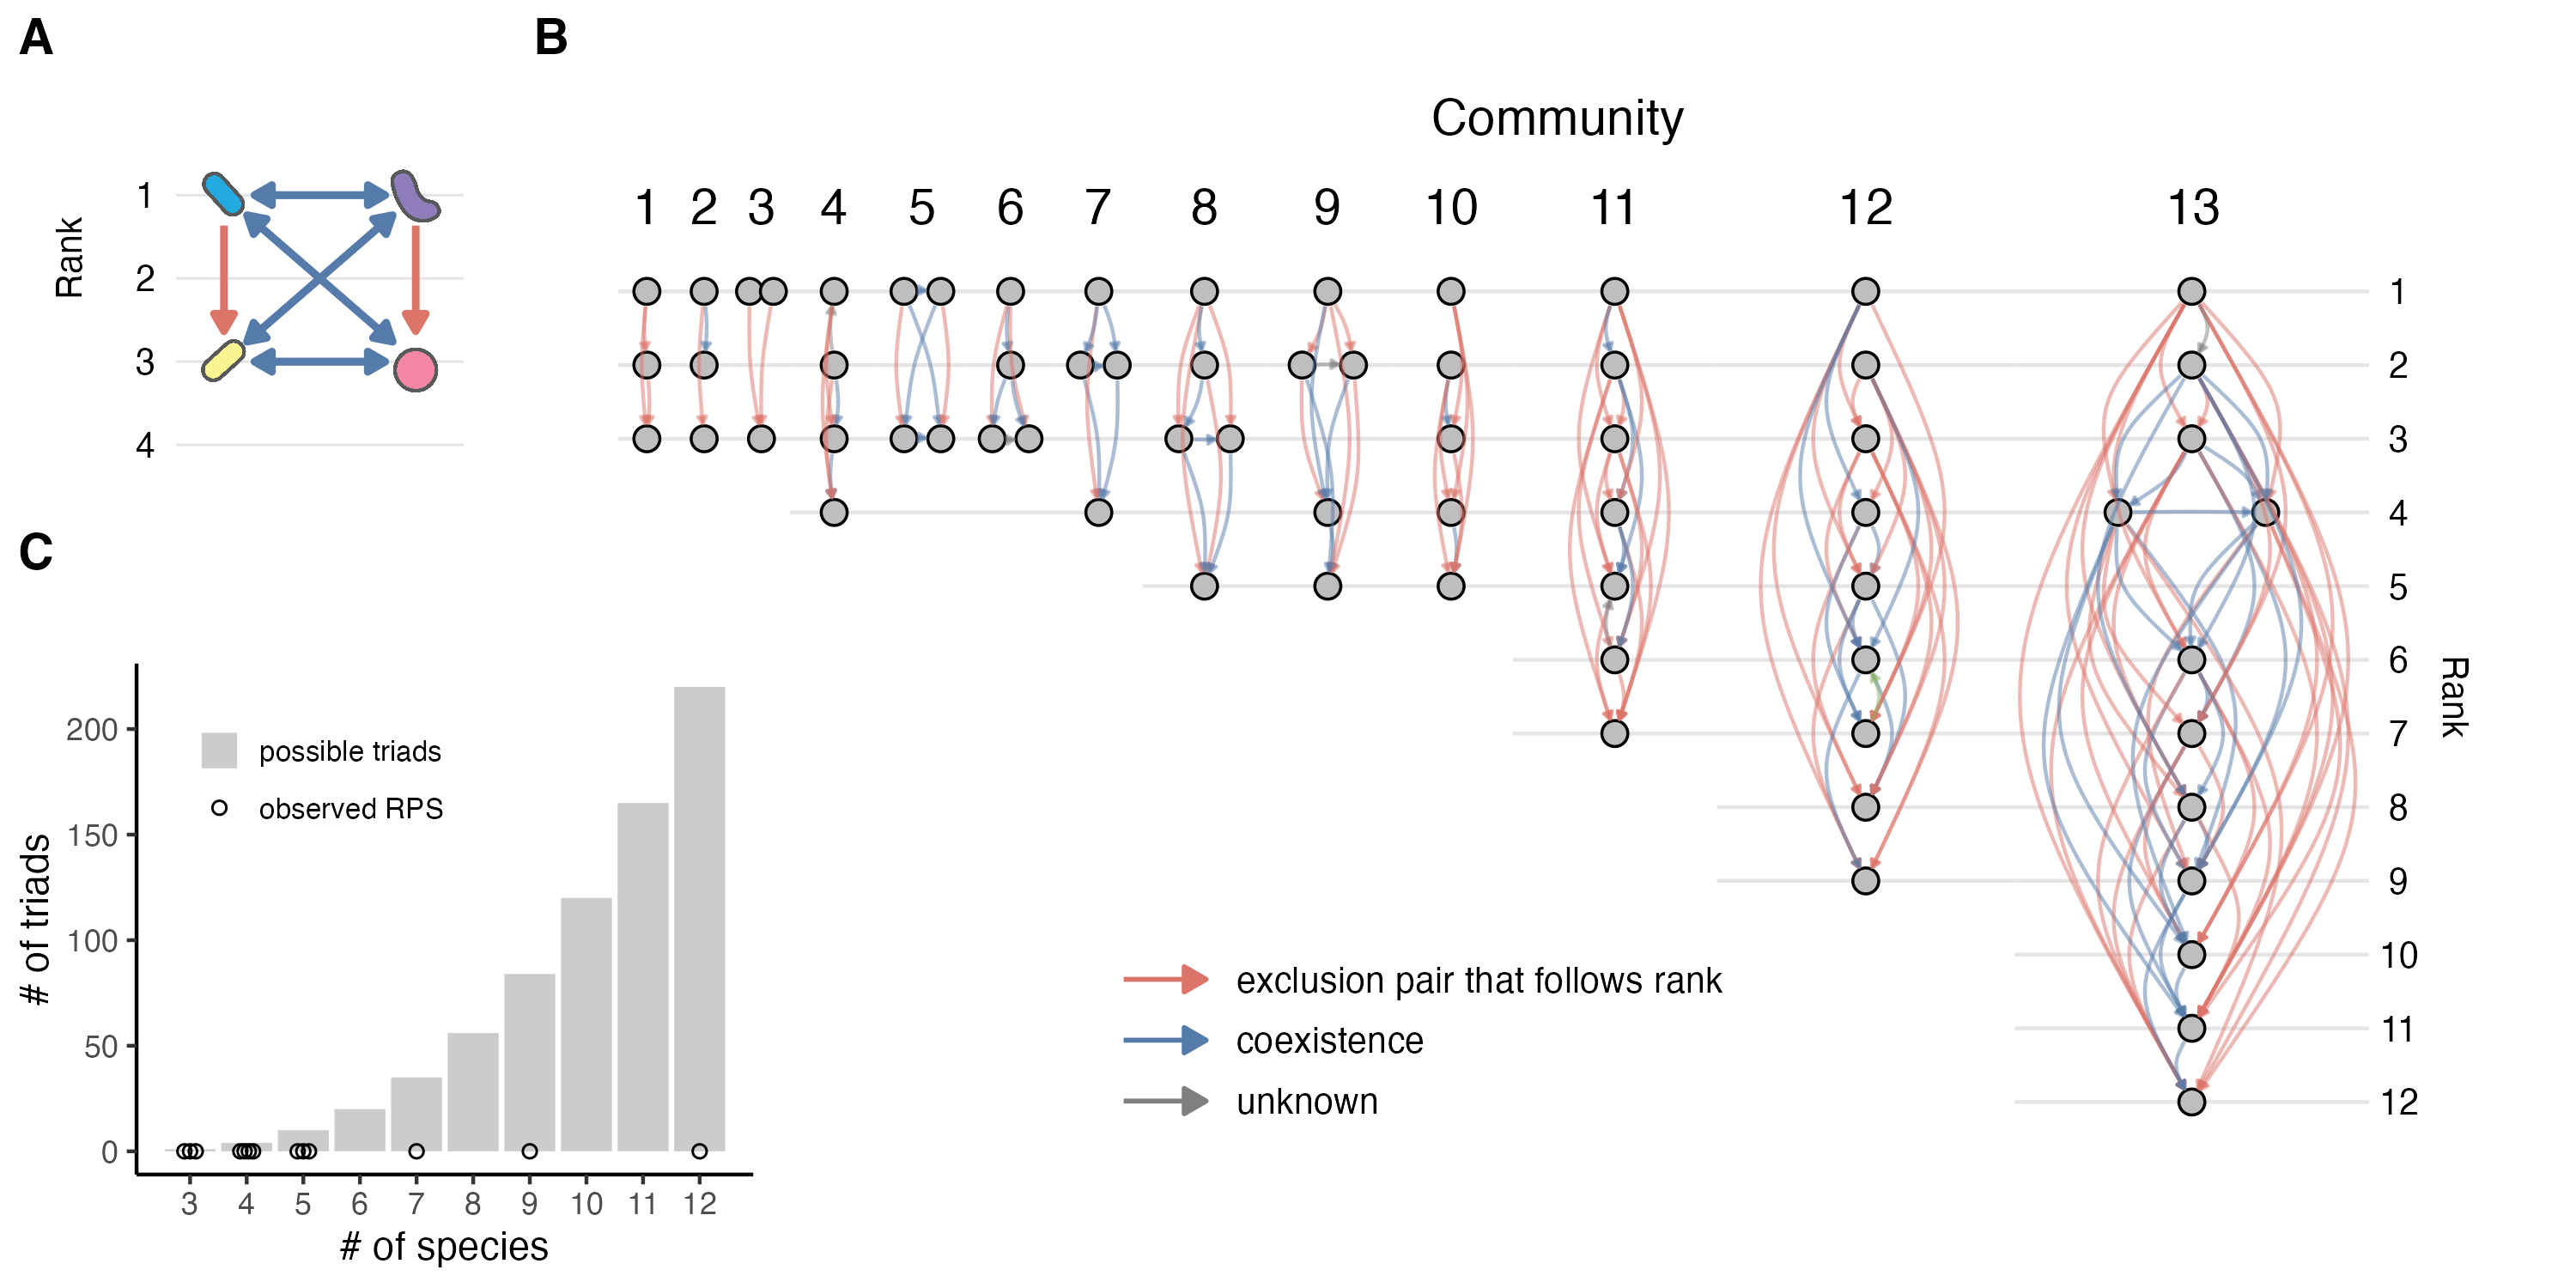 A
Rank
1
2
3
4
B
Community
1 2 3 4 5 6 7 8 9 10 11 12 13
1
2
3
4
5
6
7
8
9
10
11
12
Rank
exclusion pair that follows rank
coexistence
unknown
C
# of triads
200
150
100
50
0
possible triads
observed RPS
3 4 5 6 7 8 9 10 11 12
# of species